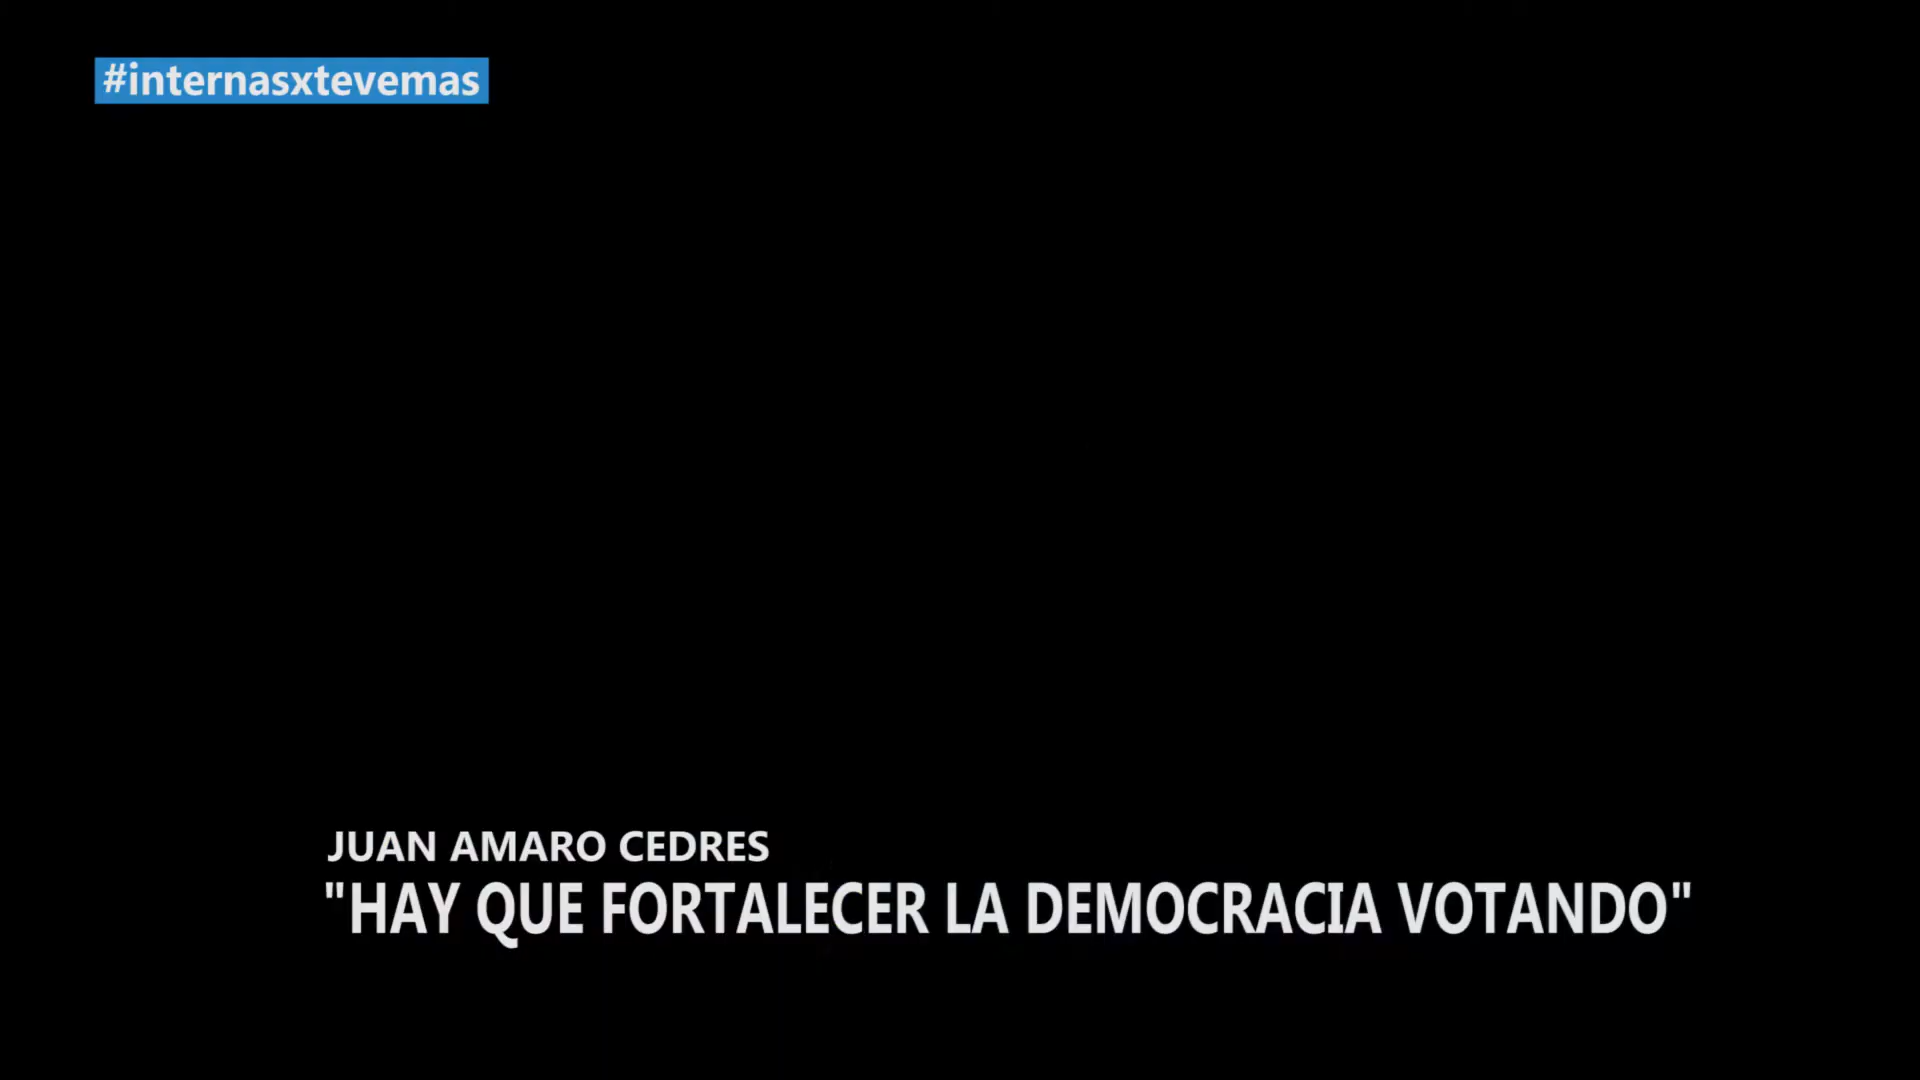 #internasxtevemas
JUAN AMARO CEDRES
"HAY QUE FORTALECER LA DEMOCRACIA VOTANDO"